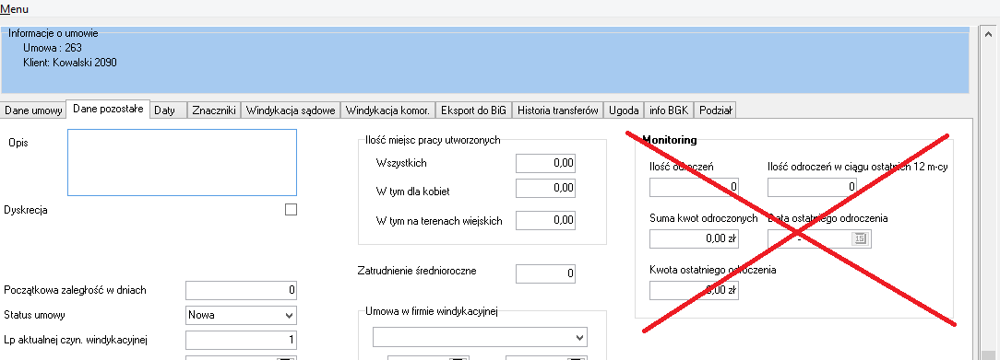 Menu
Informacje o umowie
Umowa : 263
Klient: Kowalski 2090
Dane umowy Dane pozostałe Daty Znaczniki Windykacja sądowe Windykacja komor. Eksport do BiG Historia transferów Ugoda info BGK Podział
Opis
Dyskrecja
Początkowa zaległość w dniach 0
Status umowy Nowa
Lp aktualnej czyn. windykacyjnej 1
Ilość miejsc pracy utworzonych
Wszystkich 0,00
W tym dla kobiet 0,00
W tym na terenach wiejskich 0,00
Zatrudnienie średnioroczne 0
Umowa w firmie windykacyjnej
Monitoring
Ilość odroczeń Ilość odroczeń w ciągu ostatnich 12 m-cy
0 0
Suma kwot odroczonych Data ostatniego odroczenia
0,00 zł - 15
Kwota ostatniego odroczenia
0,00 zł